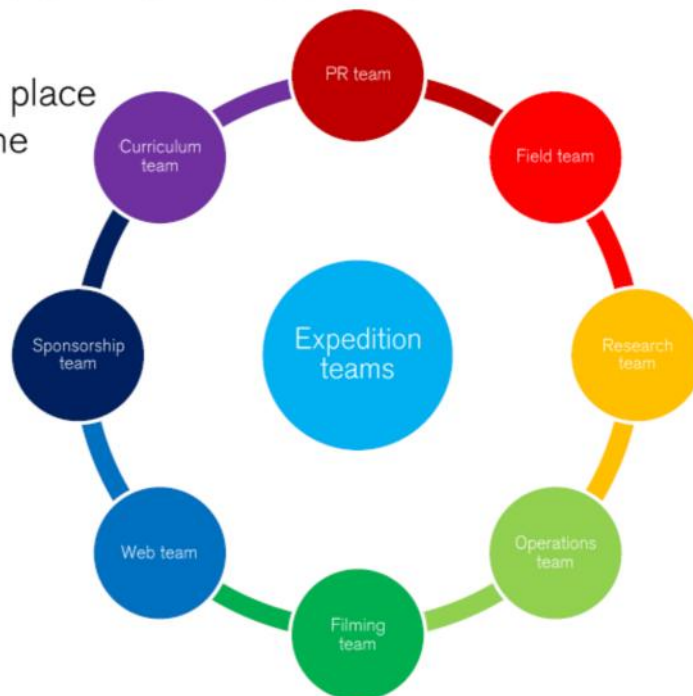 place
PR team
Curriculum
team
Field team
Sponsorship
team
Expedition
teams
Research
team
Web team
Operations
team
Filming
team